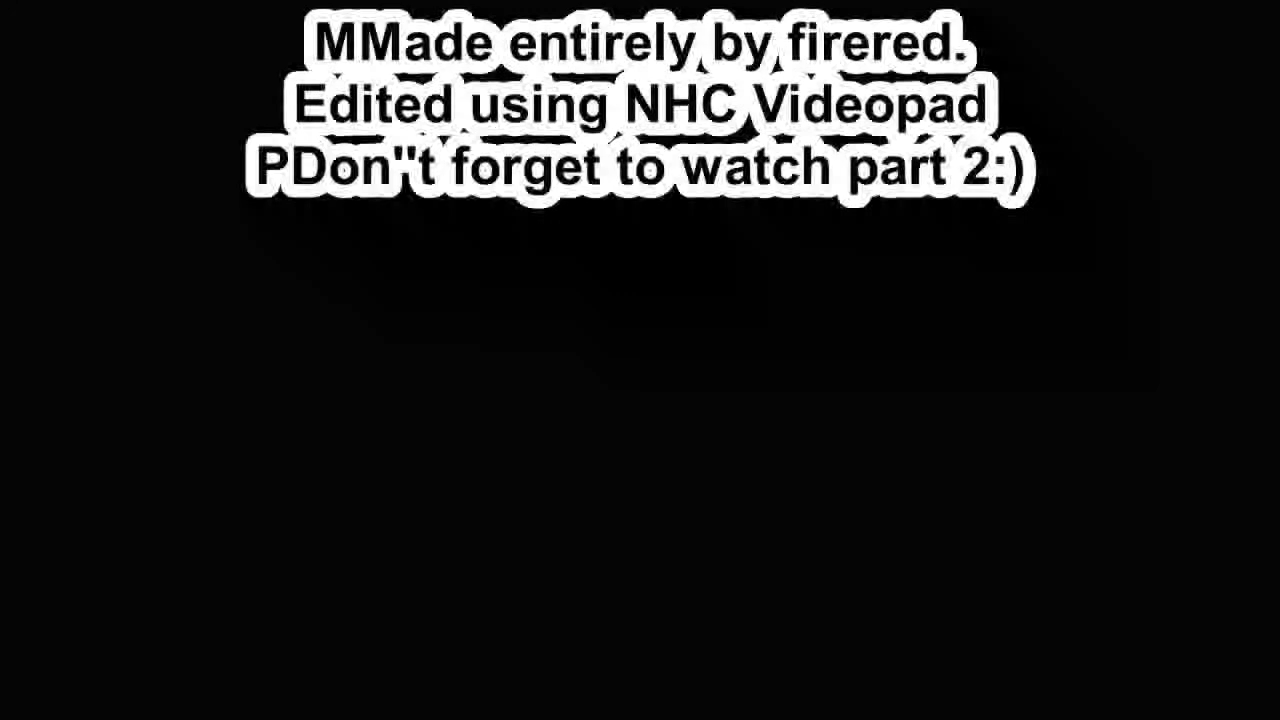 MMade entirely by firered.
Edited using NHC Videopad
PDon"t forget to watch part 2:)